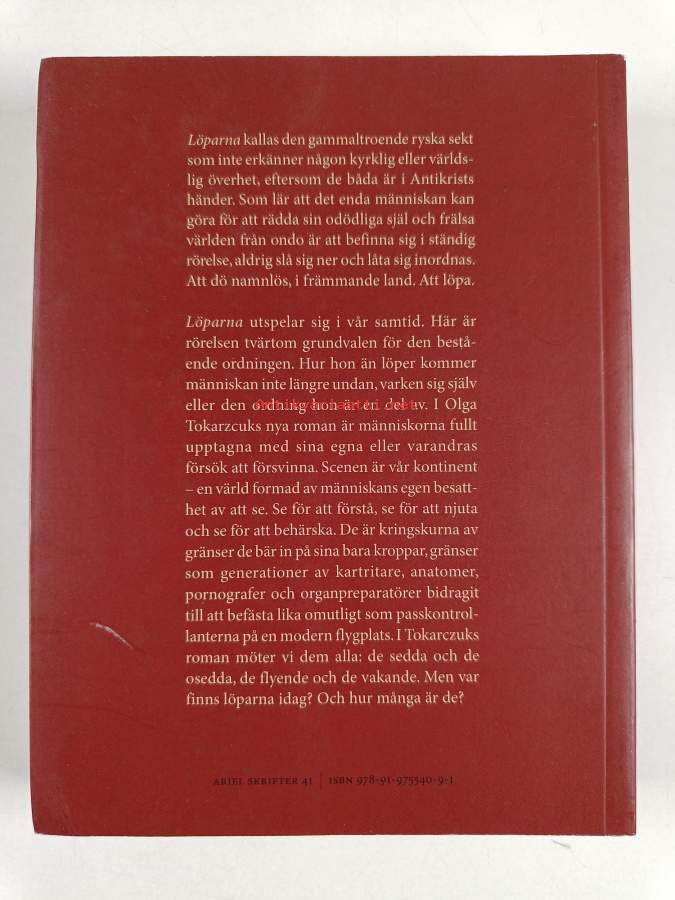 Löparna kallas den gammaltroende ryska sekt
som inte erkänner någon kyrklig eller världs-
lig överhet, eftersom de båda är i Antikrists
händer. Som lär att det enda människan kan
göra för att rädda sin odödliga själ och frälsa
världen från ondo är att befinna sig i ständig
rörelse, aldrig slå sig ner och låta sig inordnas.
Att dö namnlös, i främmande land. Att löpa.
Löparna utspelar sig i vår samtid. Här är
rörelsen tvärtom grundvalen för den bestå-
ende ordningen. Hur hon än löper kommer
människan inte längre undan, varken sig själv
eller den ordning hon är en del av. I Olga
Antikvariaatti.net
Tokarzcuks nya roman är människorna fullt
upptagna med sina egna eller varandras
försök att försvinna. Scenen är vår kontinent
– en värld formad av människans egen besatt-
het av att se. Se för att förstå, se för att njuta
och se för att behärska. De är kringskurna av
gränser de bär in på sina bara kroppar, gränser
som generationer av kartritare, anatomer,
pornografer och organpreparatörer bidragit
till att befästa lika omutligt som passkontrol-
lanterna på en modern flygplats. I Tokarczuks
roman möter vi dem alla: de sedda och de
osedda, de flyende och de vakande. Men var
finns löparna idag? Och hur många är de?
ARIEL SKRIFTER 41 | ISBN 978-91-975540-9-1